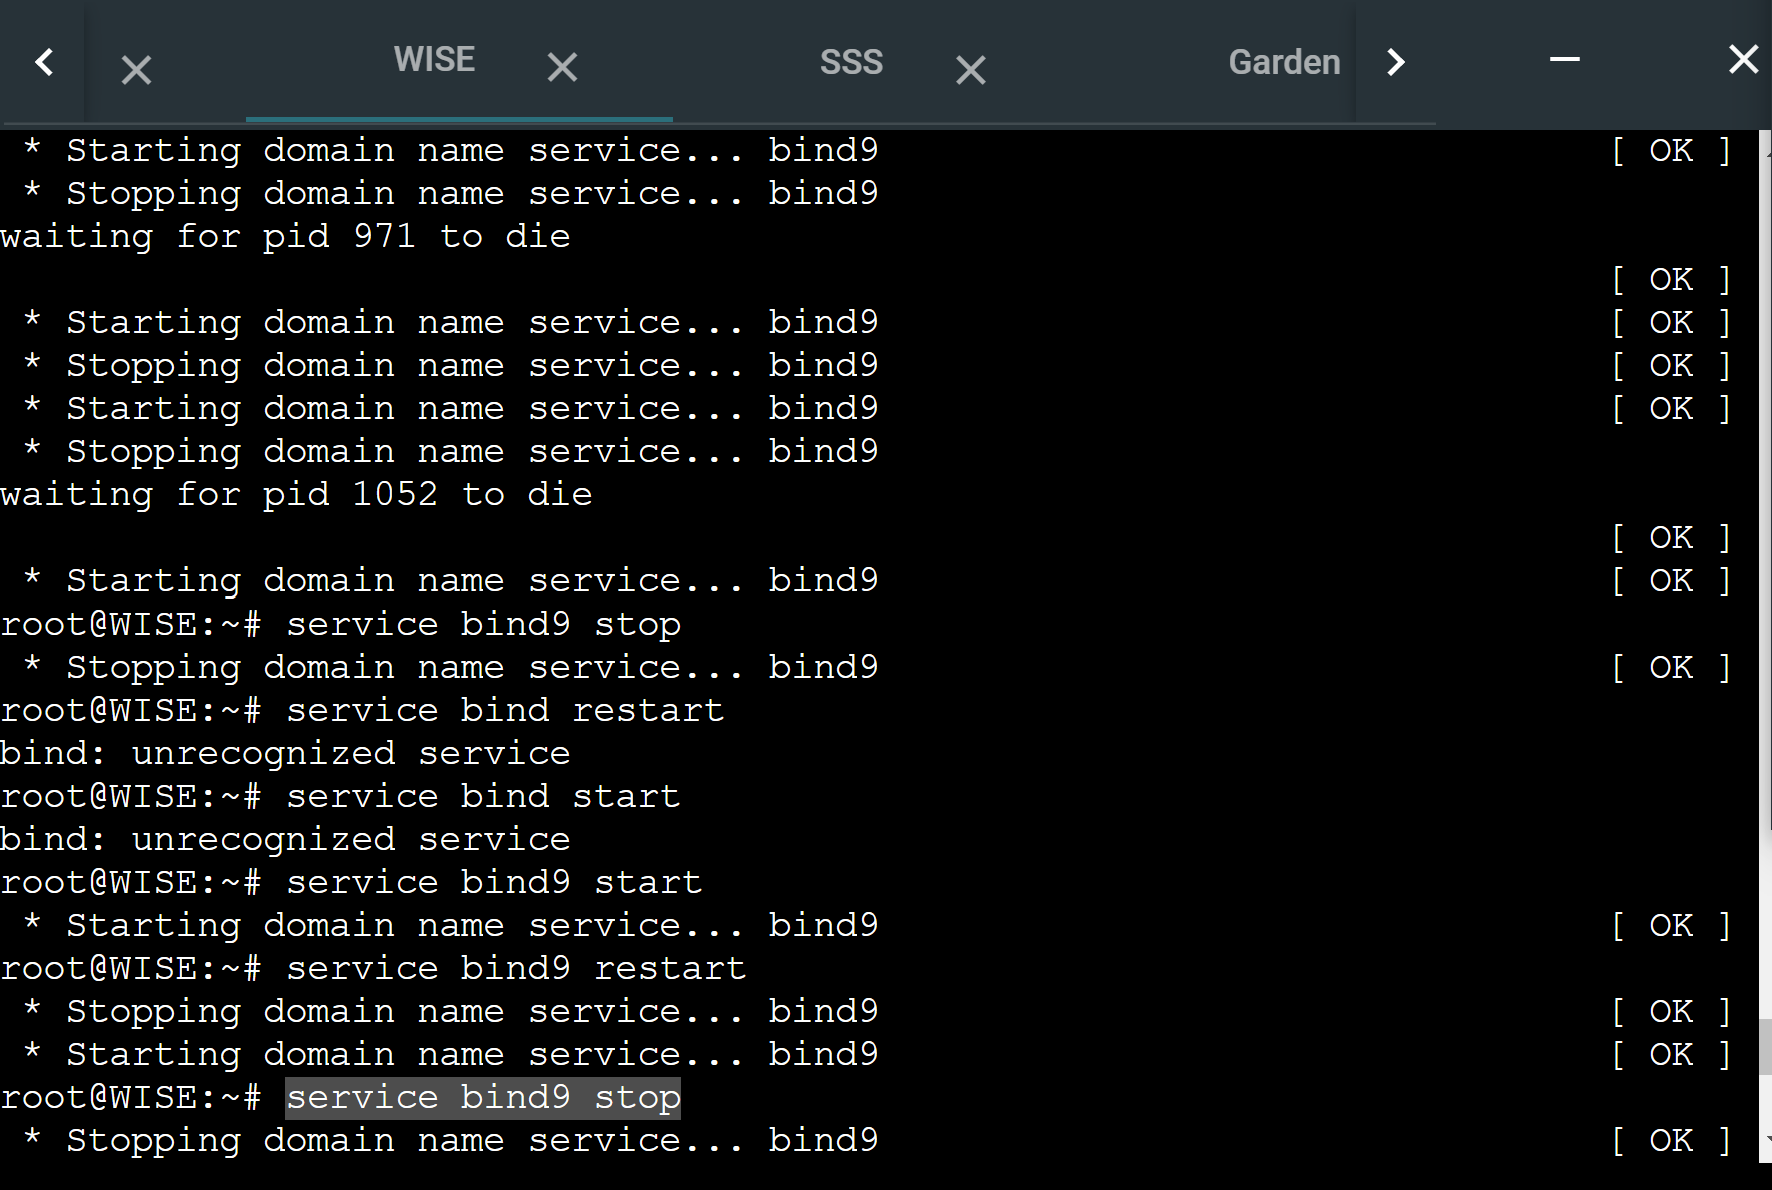 WISE SSS Garden
* Starting domain name service... bind9 [ OK ]
* Stopping domain name service... bind9
waiting for pid 971 to die
[ OK ]
* Starting domain name service... bind9 [ OK ]
* Stopping domain name service... bind9 [ OK ]
* Starting domain name service... bind9 [ OK ]
* Stopping domain name service... bind9
waiting for pid 1052 to die
[ OK ]
* Starting domain name service... bind9 [ OK ]
root@WISE:~# service bind9 stop
* Stopping domain name service... bind9 [ OK ]
root@WISE:~# service bind restart
bind: unrecognized service
root@WISE:~# service bind start
bind: unrecognized service
root@WISE:~# service bind9 start
* Starting domain name service... bind9 [ OK ]
root@WISE:~# service bind9 restart
* Stopping domain name service... bind9 [ OK ]
* Starting domain name service... bind9 [ OK ]
root@WISE:~# service bind9 stop
* Stopping domain name service... bind9 [ OK ]